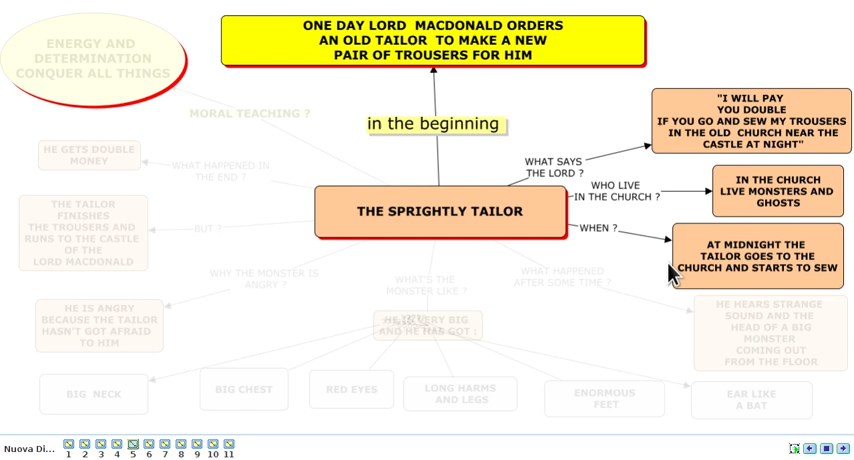 ENERGY AND
DETERMINATION
CONQUER ALL THINGS
ONE DAY LORD MACDONALD ORDERS
AN OLD TAILOR TO MAKE A NEW
PAIR OF TROUSERS FOR HIM
MORAL TEACHING ?
in the beginning
"I WILL PAY
YOU DOUBLE
IF YOU GO AND SEW MY TROUSERS
IN THE OLD CHURCH NEAR THE
CASTLE AT NIGHT"
HE GETS DOUBLE
MONEY
WHAT HAPPENED IN
THE END ?
WHAT SAYS
THE LORD ?
WHO LIVE
IN THE CHURCH ?
IN THE CHURCH
LIVE MONSTERS AND
GHOSTS
THE SPRIGHTLY TAILOR
THE TAILOR
FINISHES
THE TROUSERS AND
RUNS TO THE CASTLE
OF THE
LORD MACDONALD
BUT ?
WHEN ?
AT MIDNIGHT THE
TAILOR GOES TO THE
CHURCH AND STARTS TO SEW
WHY THE MONSTER IS
ANGRY ?
WHAT'S THE
MONSTER LIKE ?
WHAT HAPPENED
AFTER SOME TIME ?
HE IS ANGRY
BECAUSE THE TAILOR
HASN'T GOT AFRAID
TO HIM
HE IS VERY BIG
AND HE HAS GOT :
HE HEARS STRANGE
SOUND AND THE
HEAD OF A BIG
MONSTER
COMING OUT
FROM THE FLOOR
BIG NECK
BIG CHEST
RED EYES
LONG HARMS
AND LEGS
ENORMOUS
FEET
EAR LIKE
A BAT
Nuova Di...
1 2 3 4 5 6 7 8 9 10 11